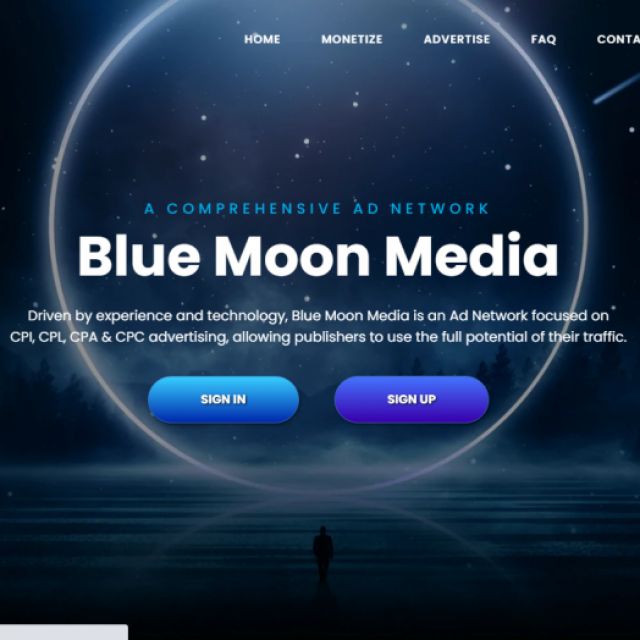 HOME MONETIZE ADVERTISE FAQ CONTA
A COMPREHENSIVE AD NETWORK
Blue Moon Media
Driven by experience and technology, Blue Moon Media is an Ad Network focused on
CPI, CPL, CPA & CPC advertising, allowing publishers to use the full potential of their traffic.
SIGN IN SIGN UP